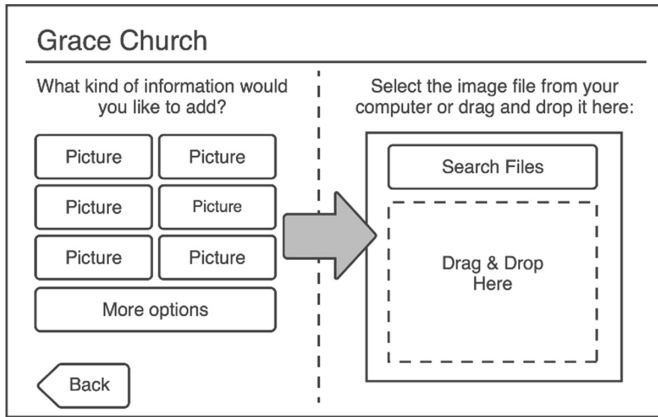 Grace Church
What kind of information would
you like to add?
Picture
Picture
Picture
Picture
Picture
Picture
More options
Back
Select the image file from your
computer or drag and drop it here:
Search Files
Drag & Drop
Here